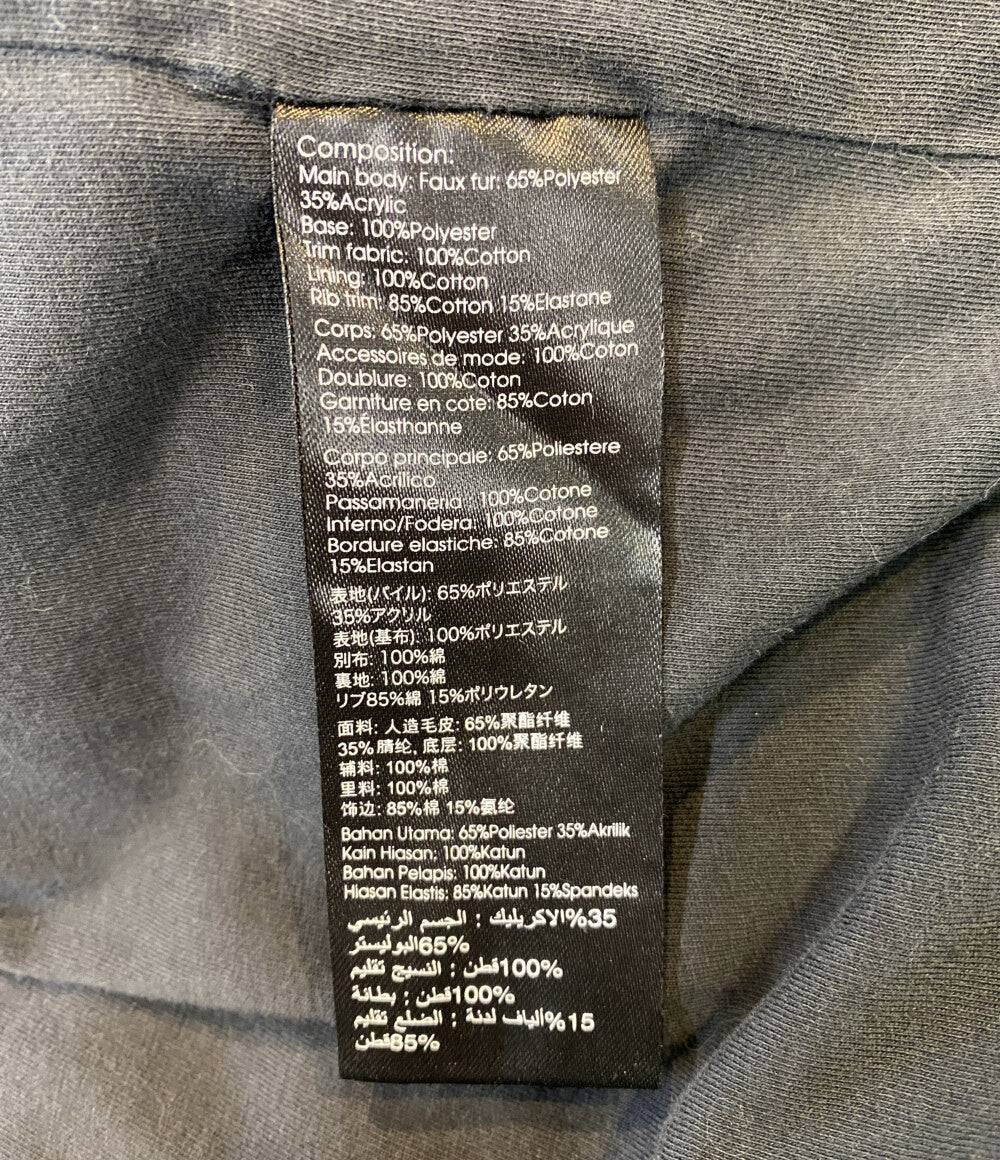 Composition:
Main body: Faux fur: 65%Polyester
35%Acrylic
Base: 100%Polyester
Trim fabric: 100%Cotton
Lining: 100%Cotton
Rib trim: 85%Cotton 15%Elastane
Corps: 65%Polyester 35%Acrylique
Accessoires de mode: 100%Coton
Doublure: 100%Coton
Garniture en cote: 85%Coton
15%Élasthanne
Corpo principale: 65%Poliestere
35%Acrilico
Passamaneria: 100%Cotone
Interno/Fodera: 100%Cotone
Bordure elastiche: 85%Cotone
15%Elastan
表地(パイル): 65%ポリエステル
35%アクリル
表地(基布): 100%ポリエステル
別布: 100%綿
裏地: 100%綿
リブ85%綿 15%ポリウレタン
面料: 人造毛皮: 65%聚酯纤维
35%腈纶, 底层: 100%聚酯纤维
辅料: 100%棉
里料: 100%棉
饰边: 85%棉 15%氨纶
Bahan Utama: 65%Poliester 35%Akrilik
Kain Hiasan: 100%Katun
Bahan Pelapis: 100%Katun
Hiasan Elastis: 85%Katun 15%Spandeks
35%الاكريليك : الجسم الرئيسي
65%البوليستر
100%قطن : النسيج تقليم
100%قطن : بطانة
15%ألياف لدنة : الضلع تقليم
85%قطن